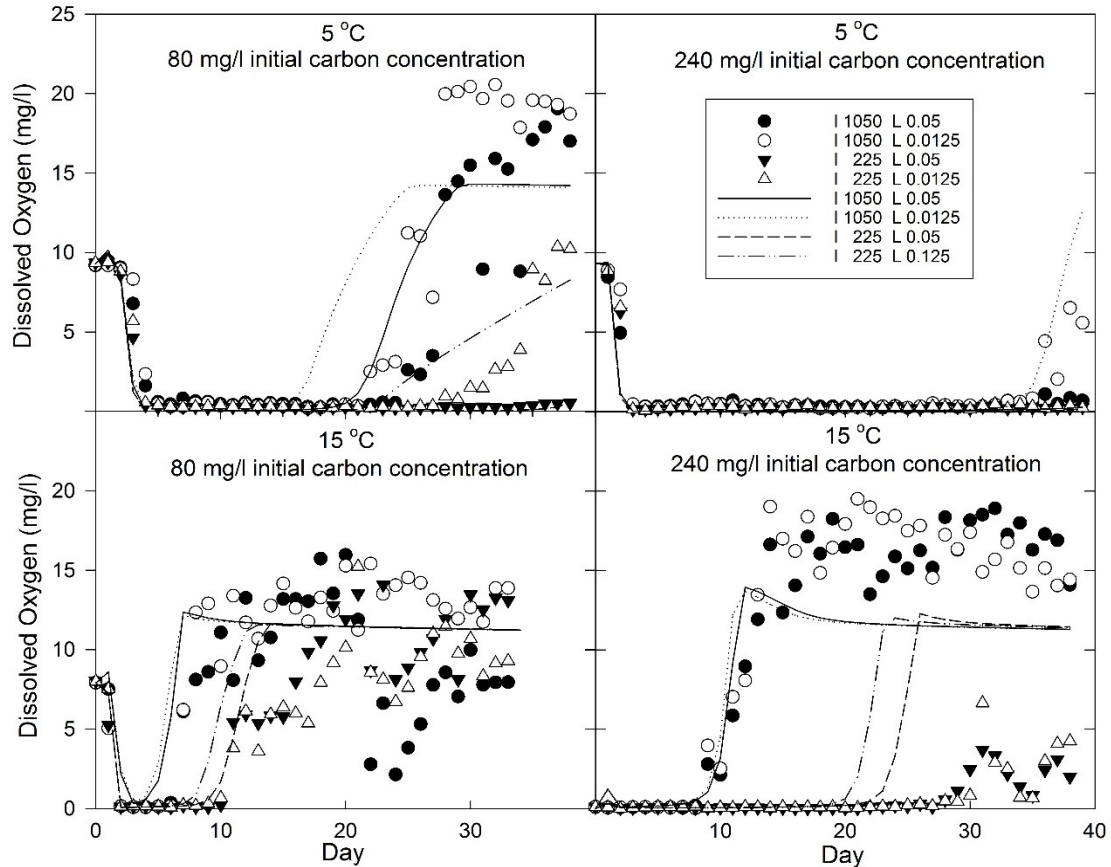 25
20
15
10
5
Dissolved Oxygen (mg/l)
5 °C
80 mg/l initial carbon concentration
5 °C
240 mg/l initial carbon concentration
I 1050 L 0.05
I 1050 L 0.0125
I 225 L 0.05
I 225 L 0.0125
I 1050 L 0.05
I 1050 L 0.0125
I 225 L 0.05
I 225 L 0.125
20
15
10
5
0
Dissolved Oxygen (mg/l)
15 °C
80 mg/l initial carbon concentration
15 °C
240 mg/l initial carbon concentration
0 10 20 30
Day
10 20 30 40
Day